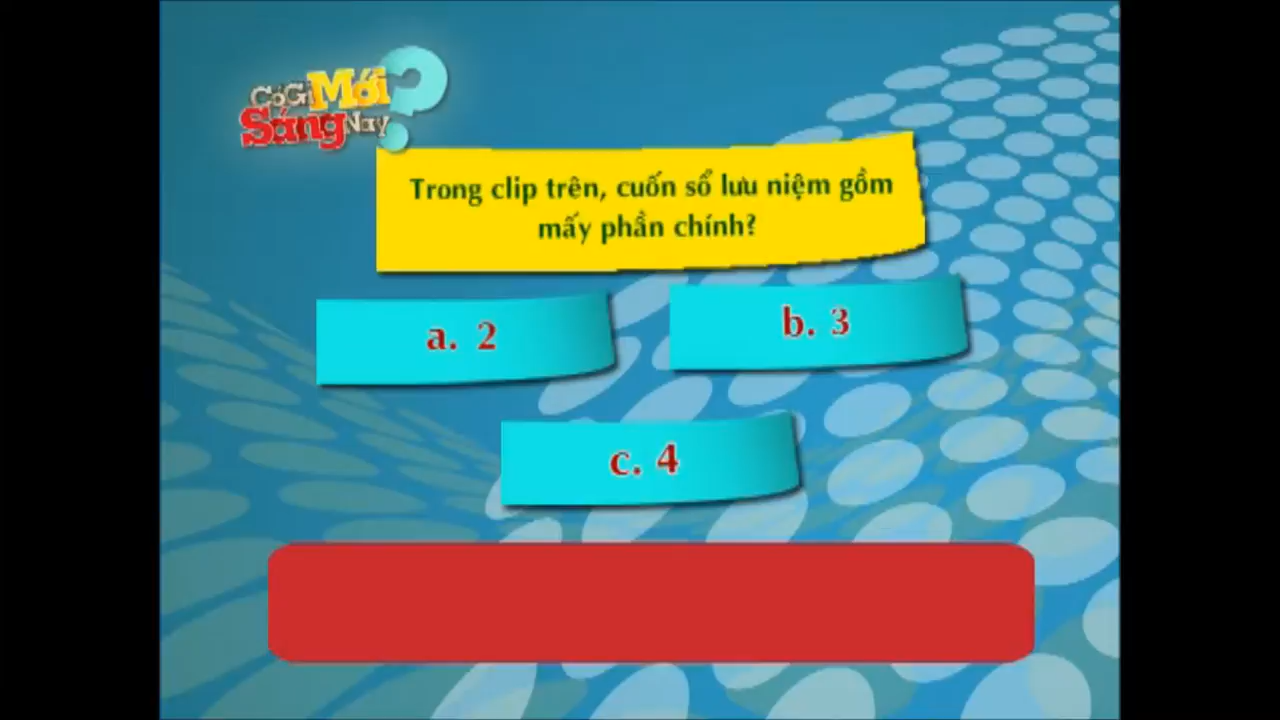 Có Gì Mới
Sáng Nay?
Trong clip trên, cuốn sổ lưu niệm gồm
mấy phần chính?
a. 2
b. 3
c. 4